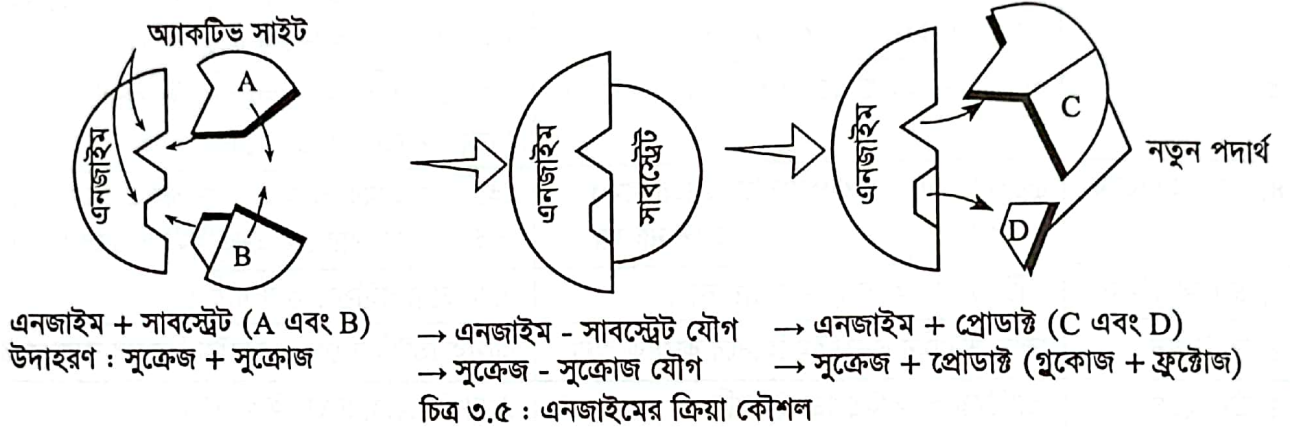 অ্যাকটিভ সাইট
A
এনজাইম
B
এনজাইম
সাবস্ট্রেট
এনজাইম
C
D
নতুন পদার্থ
এনজাইম + সাবস্ট্রেট (A এবং B)
উদাহরণ : সুক্রেজ + সুক্রোজ
→ এনজাইম - সাবস্ট্রেট যৌগ
→ সুক্রেজ - সুক্রোজ যৌগ
→ এনজাইম + প্রোডাক্ট (C এবং D)
→ সুক্রেজ + প্রোডাক্ট (গ্লুকোজ + ফ্রুক্টোজ)
চিত্র ৩.৫ : এনজাইমের ক্রিয়া কৌশল